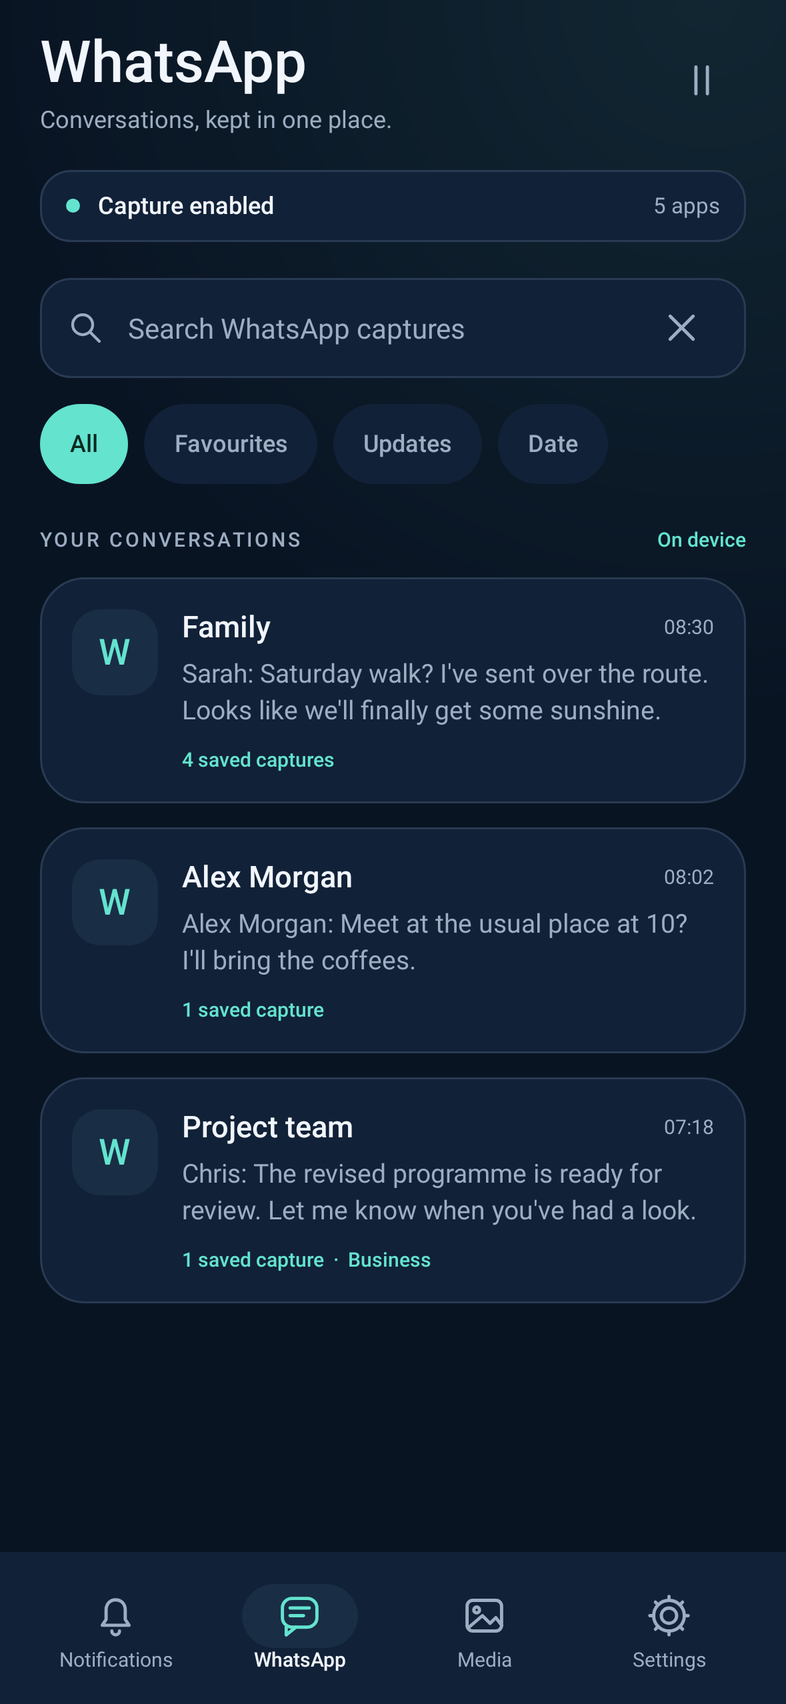 WhatsApp
Conversations, kept in one place.
Capture enabled
5 apps
Search WhatsApp captures
All
Favourites
Updates
Date
YOUR CONVERSATIONS
On device
W
Family
08:30
Sarah: Saturday walk? I've sent over the route.
Looks like we'll finally get some sunshine.
4 saved captures
W
Alex Morgan
08:02
Alex Morgan: Meet at the usual place at 10?
I'll bring the coffees.
1 saved capture
W
Project team
07:18
Chris: The revised programme is ready for
review. Let me know when you've had a look.
1 saved capture · Business
Notifications
WhatsApp
Media
Settings